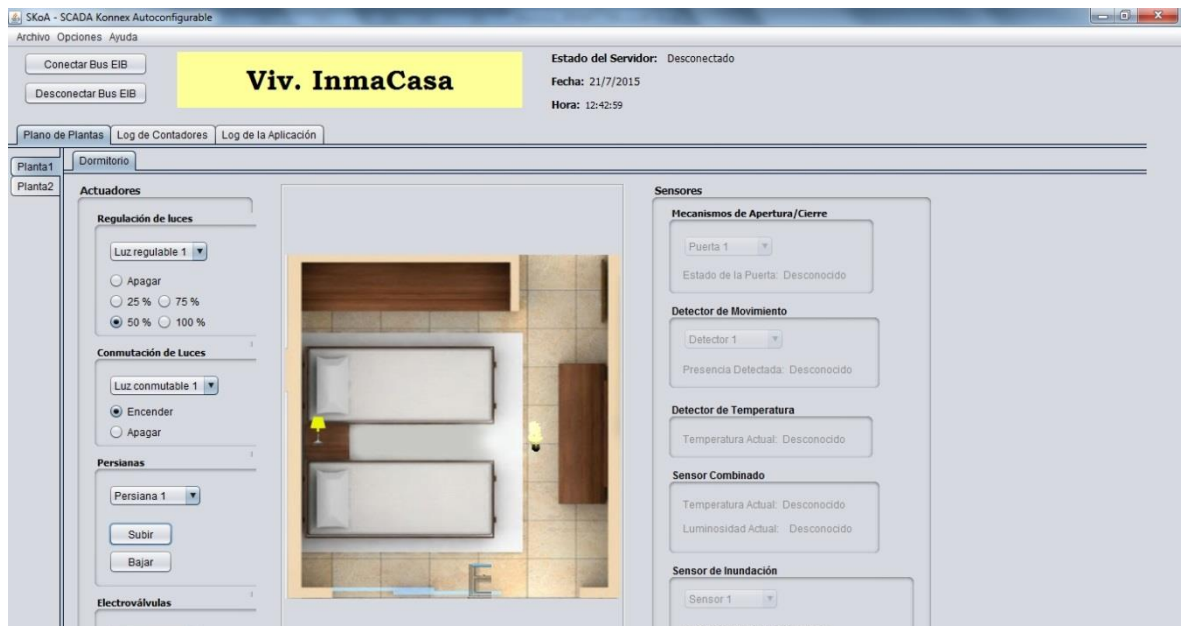 SKoA - SCADA Konnex Autoconfigurable
Archivo Opciones Ayuda
Conectar Bus EIB
Desconectar Bus EIB
Viv. InmaCasa
Estado del Servidor: Desconectado
Fecha: 21/7/2015
Hora: 12:42:59
Plano de Plantas Log de Contadores Log de la Aplicación
Planta1
Planta2
Dormitorio
Actuadores
Regulación de luces
Luz regulable 1
Apagar
25 % 75 %
50 % 100 %
Conmutación de Luces
Luz conmutable 1
Encender
Apagar
Persianas
Persiana 1
Subir
Bajar
Electroválvulas
Sensores
Mecanismos de Apertura/Cierre
Puerta 1
Estado de la Puerta: Desconocido
Detector de Movimiento
Detector 1
Presencia Detectada: Desconocido
Detector de Temperatura
Temperatura Actual: Desconocido
Sensor Combinado
Temperatura Actual: Desconocido
Luminosidad Actual: Desconocido
Sensor de Inundación
Sensor 1